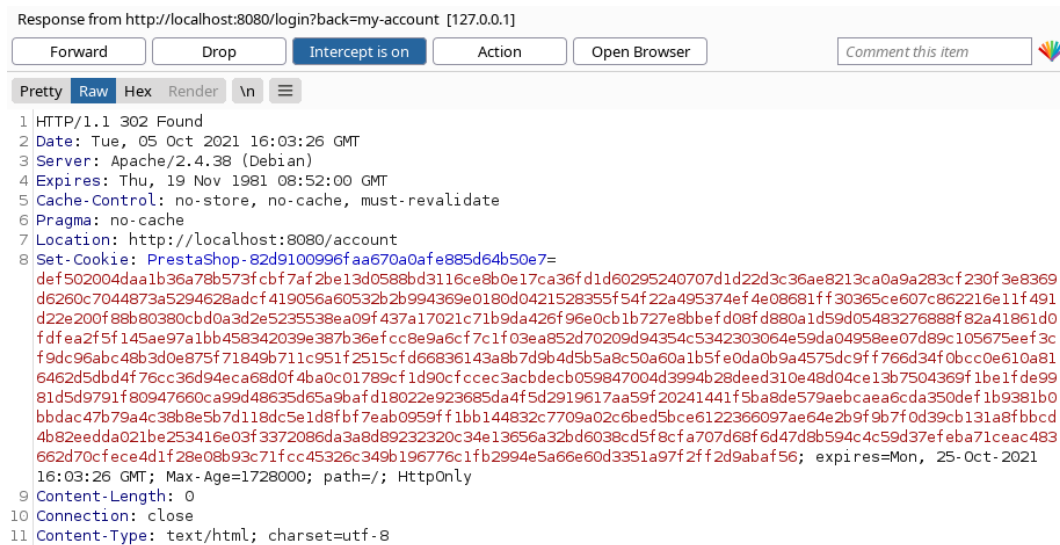 Response from http://localhost:8080/login?back=my-account [127.0.0.1]
Forward Drop Intercept is on Action Open Browser Comment this item
Pretty Raw Hex Render \n ≡
1 HTTP/1.1 302 Found
2 Date: Tue, 05 Oct 2021 16:03:26 GMT
3 Server: Apache/2.4.38 (Debian)
4 Expires: Thu, 19 Nov 1981 08:52:00 GMT
5 Cache-Control: no-store, no-cache, must-revalidate
6 Pragma: no-cache
7 Location: http://localhost:8080/account
8 Set-Cookie: PrestaShop-82d9100996faa670a0afe885d64b50e7=
def502004daa1b36a78b573fcbf7af2be13d0588bd3116ce8b0e17ca36fd1d60295240707d1d22d3c36ae8213ca0a9a283cf230f3e8369
d6260c7044873a5294628adcf419056a60532b2b994369e0180d0421528355f54f22a495374ef4e08681ff30365ce607c862216e11f491
d22e200f88b80380cbd0a3d2e5235538ea09f437a17021c71b9da426f96e0cb1b727e8bbefd08fd880a1d59d05483276888f82a41861d0
fdfea2f5f145ae97a1bb458342039e387b36efcc8e9a6cf7c1f03ea852d70209d94354c5342303064e59da04958ee07d89c105675eef3c
f9dc96abc48b3d0e875f71849b711c951f2515cfd66836143a8b7d9b4d5b5a8c50a60a1b5fe0da0b9a4575dc9ff766d34f0bcc0e610a81
6462d5dbd4f76cc36d94eca68d0f4ba0c01789cf1d90cfccec3acbdecb059847004d3994b28deed310e48d04ce13b7504369f1be1fde99
81d5d9791f80947660ca99d48635d65a9bafd18022e923685da4f5d2919617aa59f20241441f5ba8de579aebcaea6cda350def1b9381b0
bbdac47b79a4c38b8e5b7d118dc5e1d8fbf7eab0959ff1bb144832c7709a02c6bed5bce6122366097ae64e2b9f9b7f0d39cb131a8fbbcd
4b82eedda021be253416e03f3372086da3a8d89232320c34e13656a32bd6038cd5f8cfa707d68f6d47d8b594c4c59d37efeba71ceac483
662d70cfece4d1f28e08b93c71fcc45326c349b196776c1fb2994e5a66e60d3351a97f2ff2d9abaf56; expires=Mon, 25-Oct-2021
16:03:26 GMT; Max-Age=1728000; path=/; HttpOnly
9 Content-Length: 0
10 Connection: close
11 Content-Type: text/html; charset=utf-8